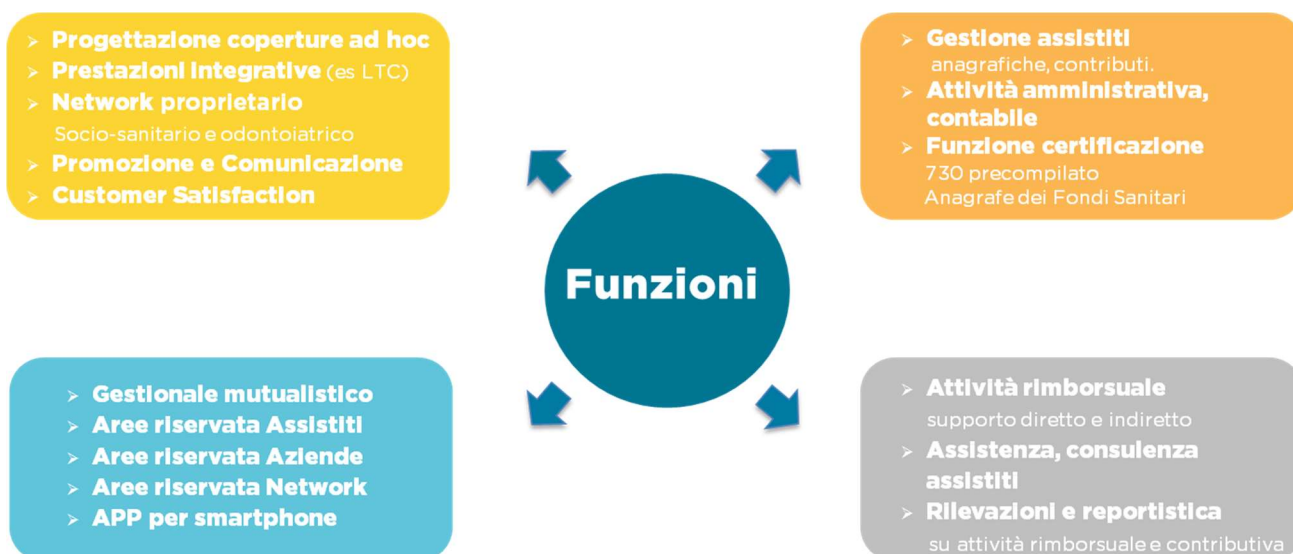 ➢ Progettazione coperture ad hoc
➢ Prestazioni Integrative (es LTC)
➢ Network proprietario
Socio-sanitario e odontoiatrico
➢ Promozione e Comunicazione
➢ Customer Satisfaction
➢ Gestione assistiti
anagrafiche, contributi.
➢ Attività amministrativa,
contabile
➢ Funzione certificazione
730 precompilato
Anagrafe dei Fondi Sanitari
Funzioni
➢ Gestionale mutualistico
➢ Aree riservata Assistiti
➢ Aree riservata Aziende
➢ Aree riservata Network
➢ APP per smartphone
➢ Attività rimborsuale
supporto diretto e indiretto
➢ Assistenza, consulenza
assistiti
➢ Rilevazioni e reportistica
su attività rimborsuale e contributiva